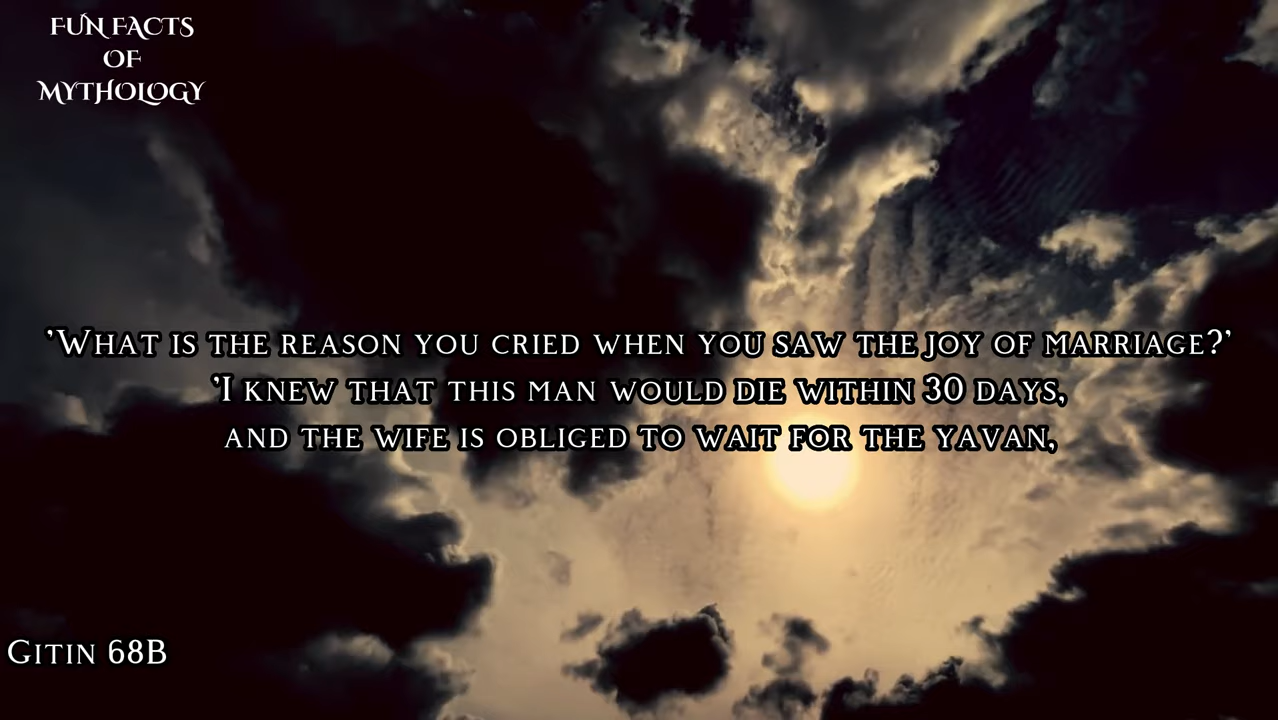 FUN FACTS
OF
MYTHOLOGY
'What is the reason you cried when you saw the joy of marriage?'
'I knew that this man would die within 30 days,
and the wife is obliged to wait for the yavan,
Gitin 68B